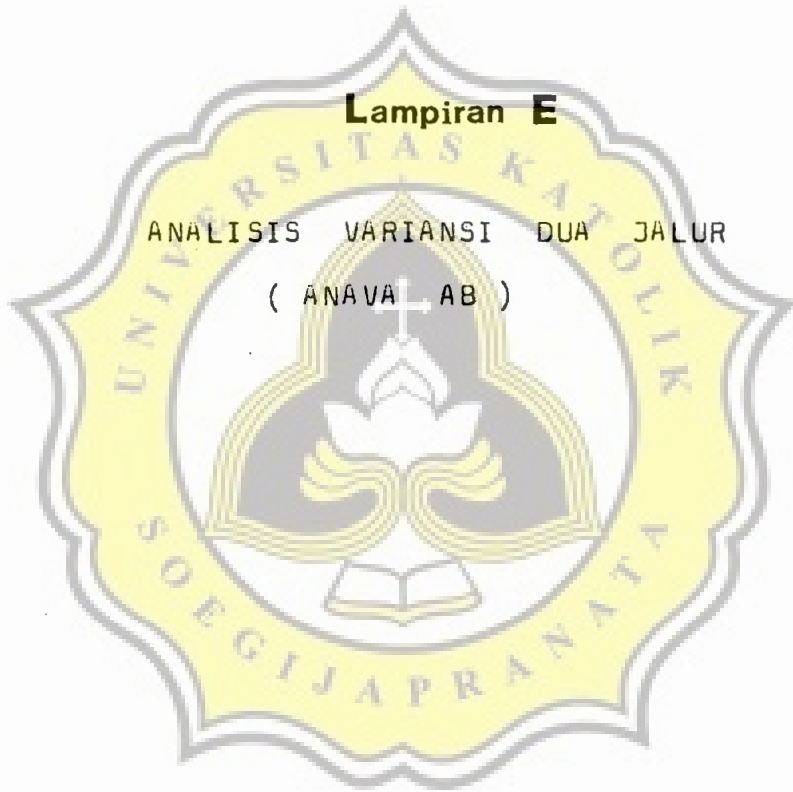 Lampiran E
ANALISIS VARIANSI DUA JALUR
( ANAVA AB )
UNIVERSITAS KATOLIK
SOEGIJAPRANATA